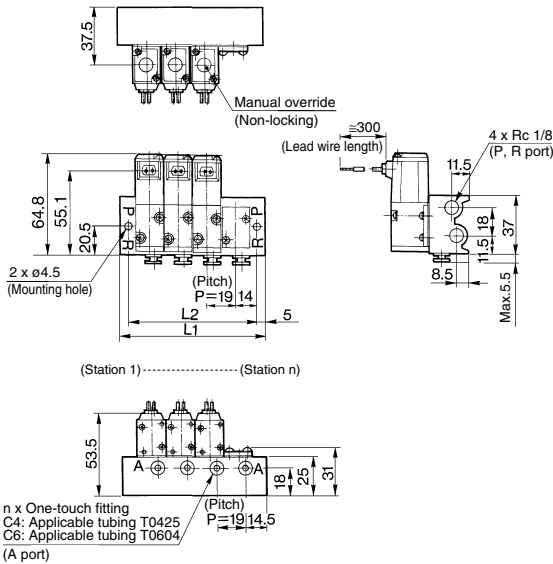 37.5
Manual override
(Non-locking)
≅300
(Lead wire length)
4 x Rc 1/8
(P, R port)
11.5
64.8
55.1
20.5
P
R
P
R
18
37
11.5
8.5
Max.5.5
2 x ø4.5
(Mounting hole)
(Pitch)
P=19
14
L2
5
L1
(Station 1)
(Station n)
53.5
A
A
18
25
31
(Pitch)
P=19
14.5
n x One-touch fitting
C4: Applicable tubing T0425
C6: Applicable tubing T0604
(A port)